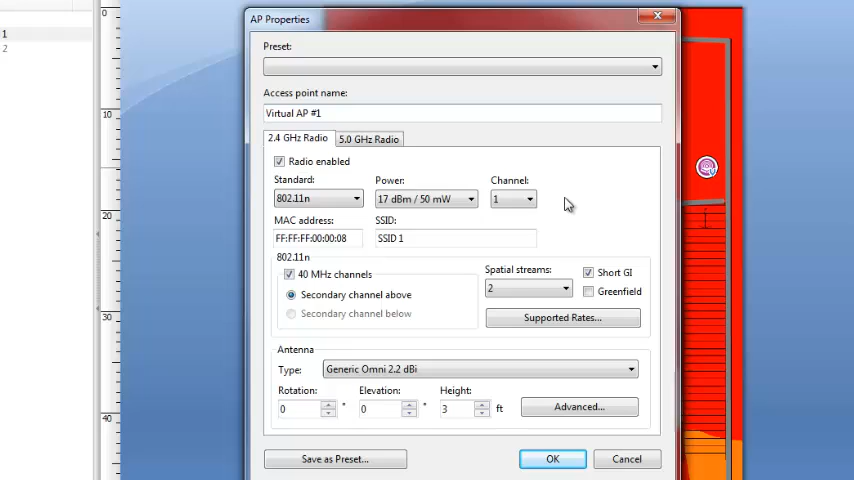 0
AP Properties
1
2
Preset:
Access point name:
10
Virtual AP #1
2.4 GHz Radio
5.0 GHz Radio
Radio enabled
Standard:
Power:
Channel:
802.11n
17 dBm / 50 mW
1
20
MAC address:
SSID:
FF:FF:FF:00:00:08
SSID 1
802.11n
40 MHz channels
Spatial streams:
Short GI
2
Greenfield
Secondary channel above
Secondary channel below
30
Supported Rates...
Antenna
Type:
Generic Omni 2.2 dBi
Rotation:
Elevation:
Height:
0 °
0 °
3 ft
Advanced...
40
Save as Preset...
OK
Cancel